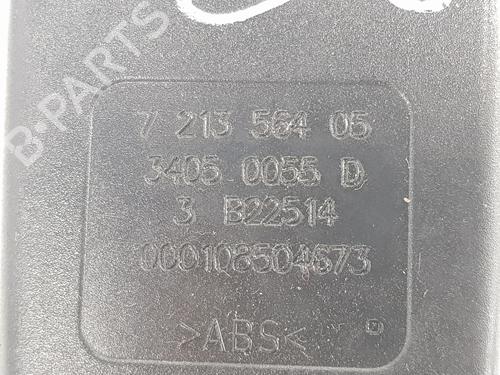 B-PARTS
7 213 564 05
3405 0055 D
3 B22514
000108504673
>ABS<